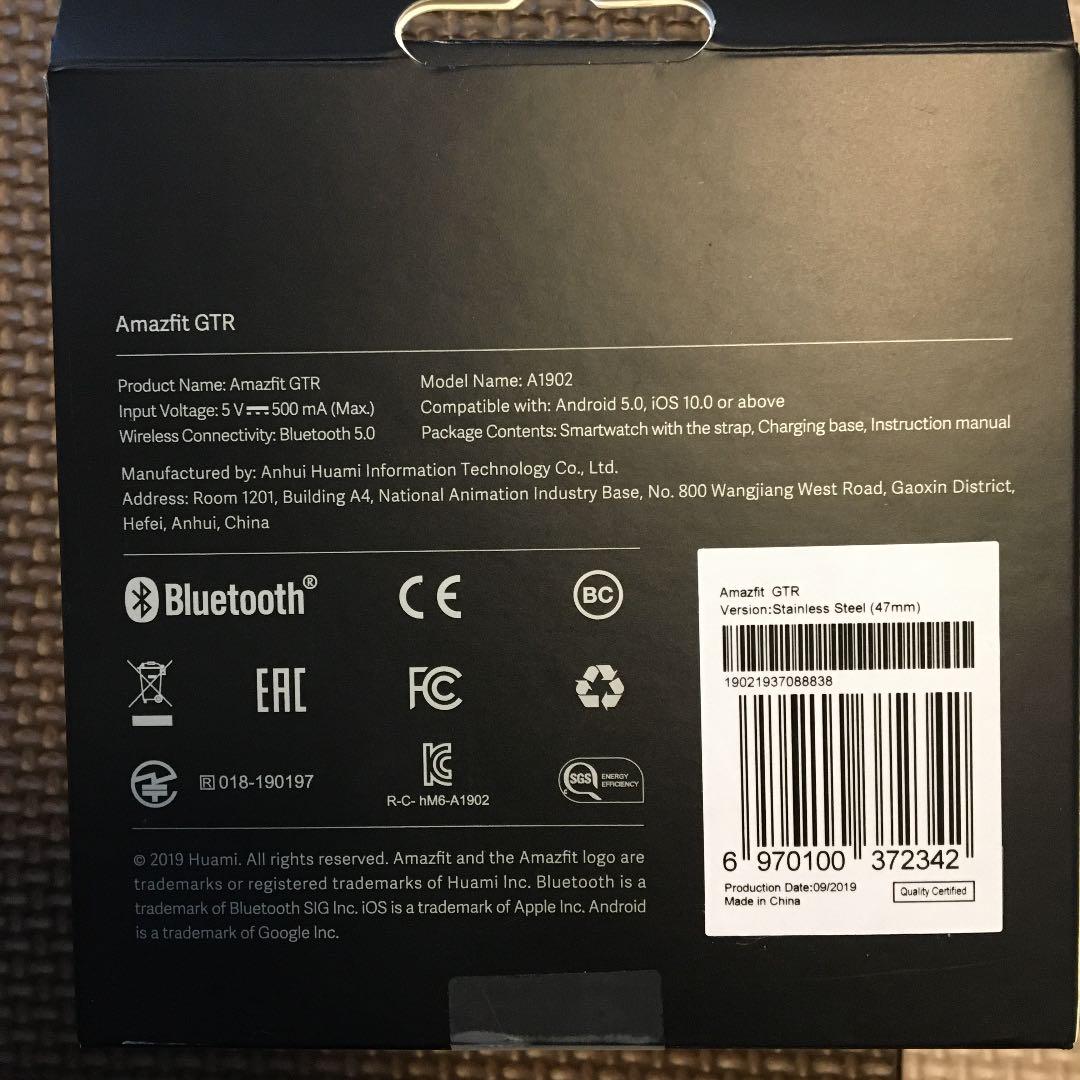 Amazfit GTR
Product Name: Amazfit GTR
Input Voltage: 5 V⎓500 mA (Max.)
Wireless Connectivity: Bluetooth 5.0
Model Name: A1902
Compatible with: Android 5.0, iOS 10.0 or above
Package Contents: Smartwatch with the strap, Charging base, Instruction manual
Manufactured by: Anhui Huami Information Technology Co., Ltd.
Address: Room 1201, Building A4, National Animation Industry Base, No. 800 Wangjiang West Road, Gaoxin District,
Hefei, Anhui, China
Bluetooth®
CE
BC
EAC
FC
R 018-190197
KC
R-C- hM6-A1902
SGS ENERGY
EFFICIENCY
© 2019 Huami. All rights reserved. Amazfit and the Amazfit logo are
trademarks or registered trademarks of Huami Inc. Bluetooth is a
trademark of Bluetooth SIG Inc. iOS is a trademark of Apple Inc. Android
is a trademark of Google Inc.
Amazfit GTR
Version:Stainless Steel (47mm)
19021937088838
6 970100 372342
Production Date:09/2019
Made in China
Quality Certified